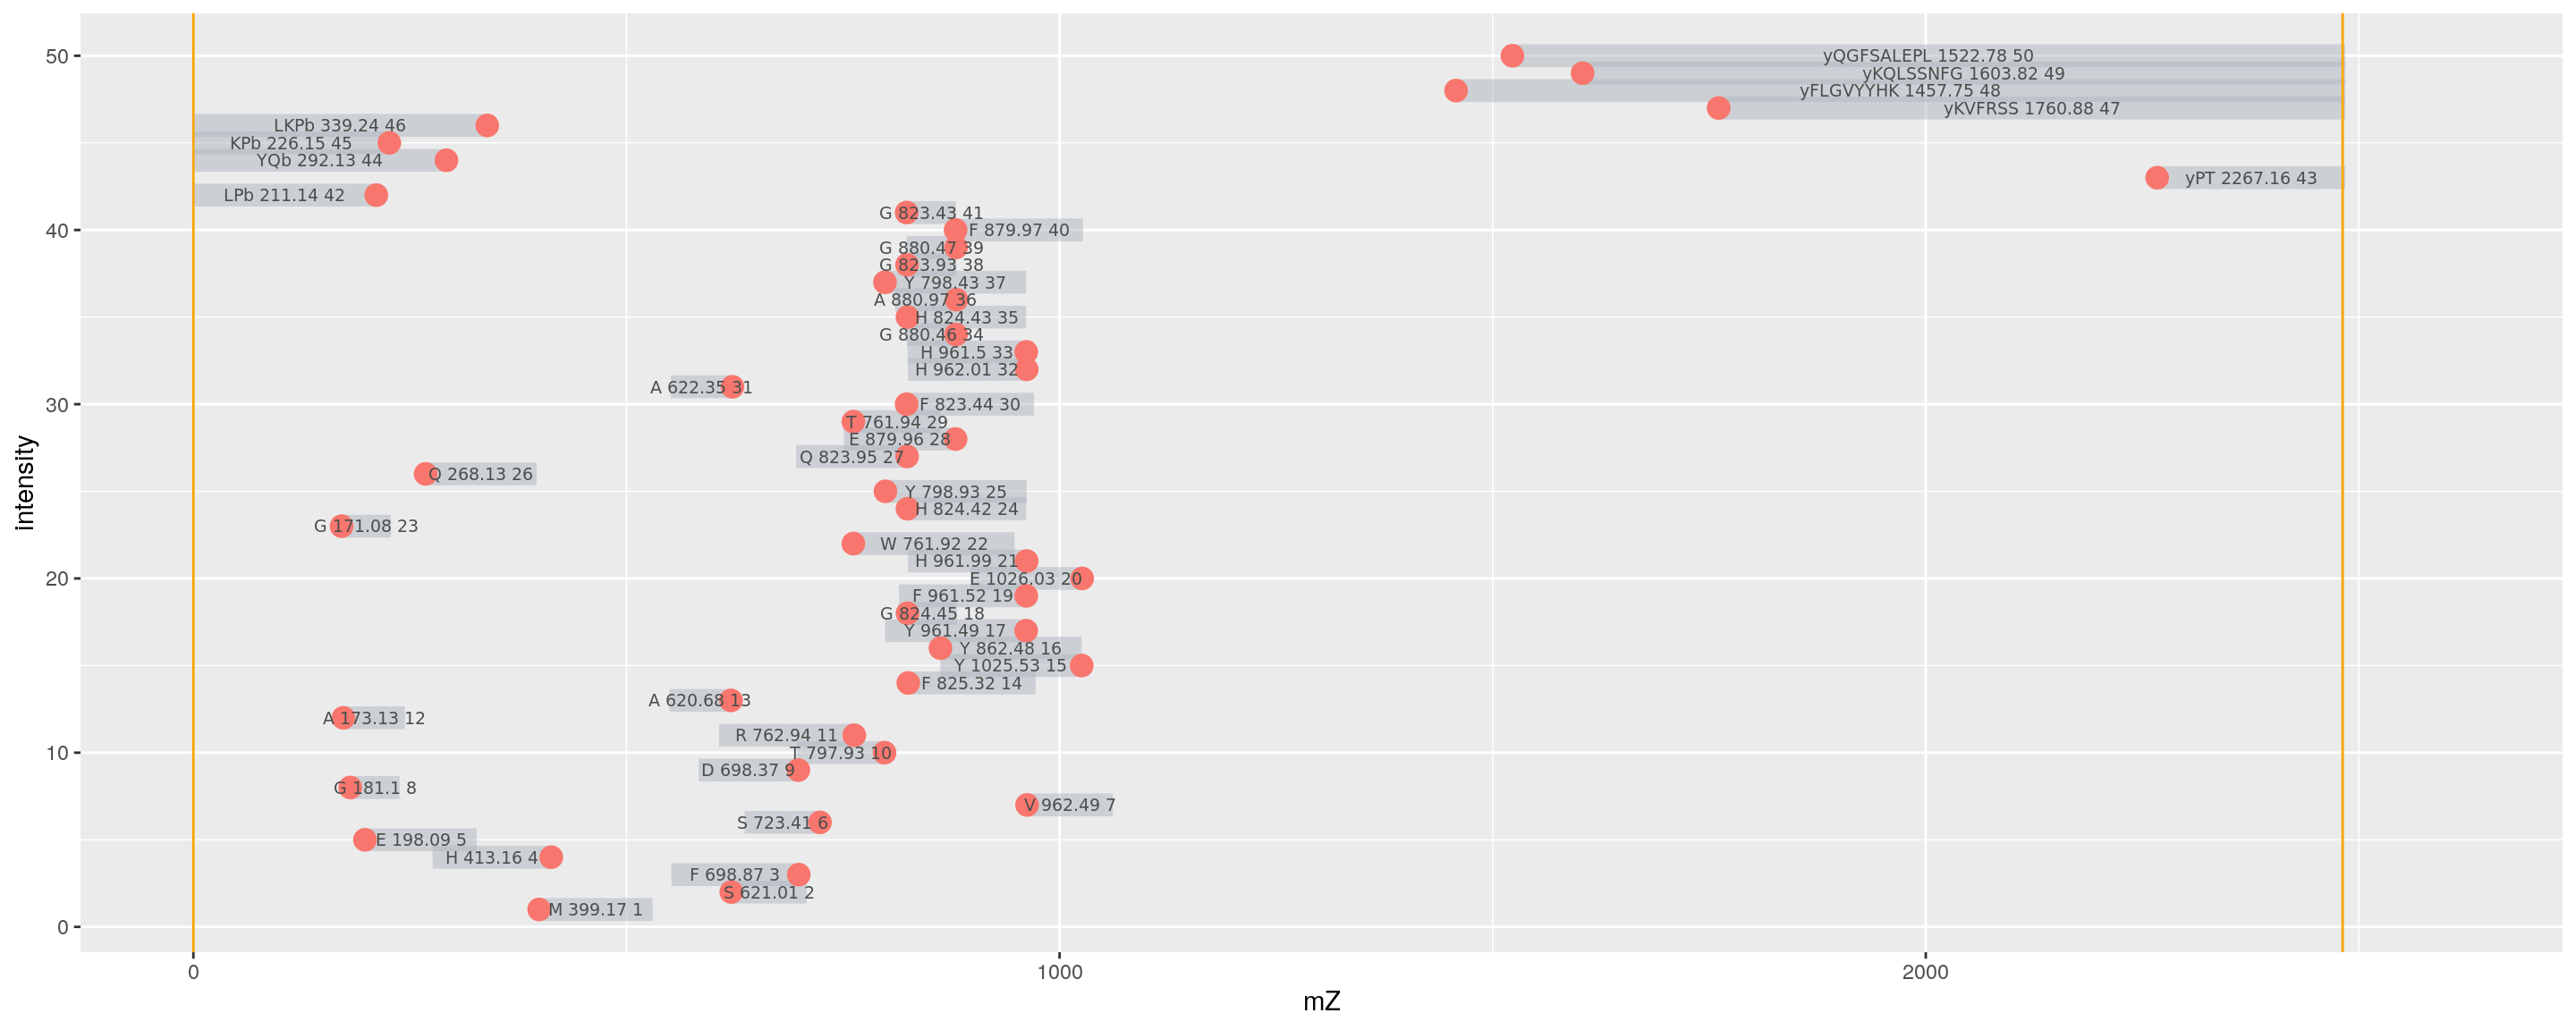 50
yQGFSALEPL 1522.78 50
yKQLSSNFG 1603.82 49
yFLGVYYHK 1457.75 48
yKVFRSS 1760.88 47
LKPb 339.24 46
KPb 226.15 45
YQb 292.13 44
yPT 2267.16 43
LPb 211.14 42
G 823.43 41
40
F 879.97 40
G 880.47 39
G 823.93 38
Y 798.43 37
A 880.97 36
H 824.43 35
G 880.46 34
H 961.5 33
H 962.01 32
A 622.35 31
30
F 823.44 30
T 761.94 29
E 879.96 28
Q 823.95 27
Q 268.13 26
intensity
Y 798.93 25
H 824.42 24
G 171.08 23
W 761.92 22
H 961.99 21
20
E 1026.03 20
F 961.52 19
G 824.45 18
Y 961.49 17
Y 862.48 16
Y 1025.53 15
F 825.32 14
A 620.68 13
A 173.13 12
R 762.94 11
10
T 797.93 10
D 698.37 9
G 181.1 8
V 962.49 7
S 723.41 6
E 198.09 5
H 413.16 4
F 698.87 3
S 621.01 2
M 399.17 1
0
0 1000 2000
mZ